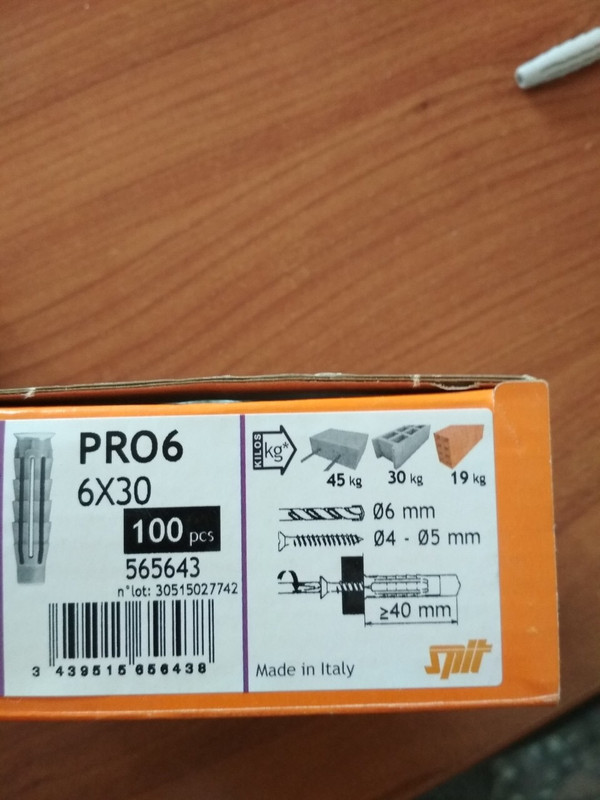 PRO6
6X30
100 pcs
565643
n°lot: 30515027742
3 439515 656438
KILOS
kg*
45 kg
30 kg
19 kg
Ø6 mm
Ø4 - Ø5 mm
≥40 mm
Made in Italy
spit